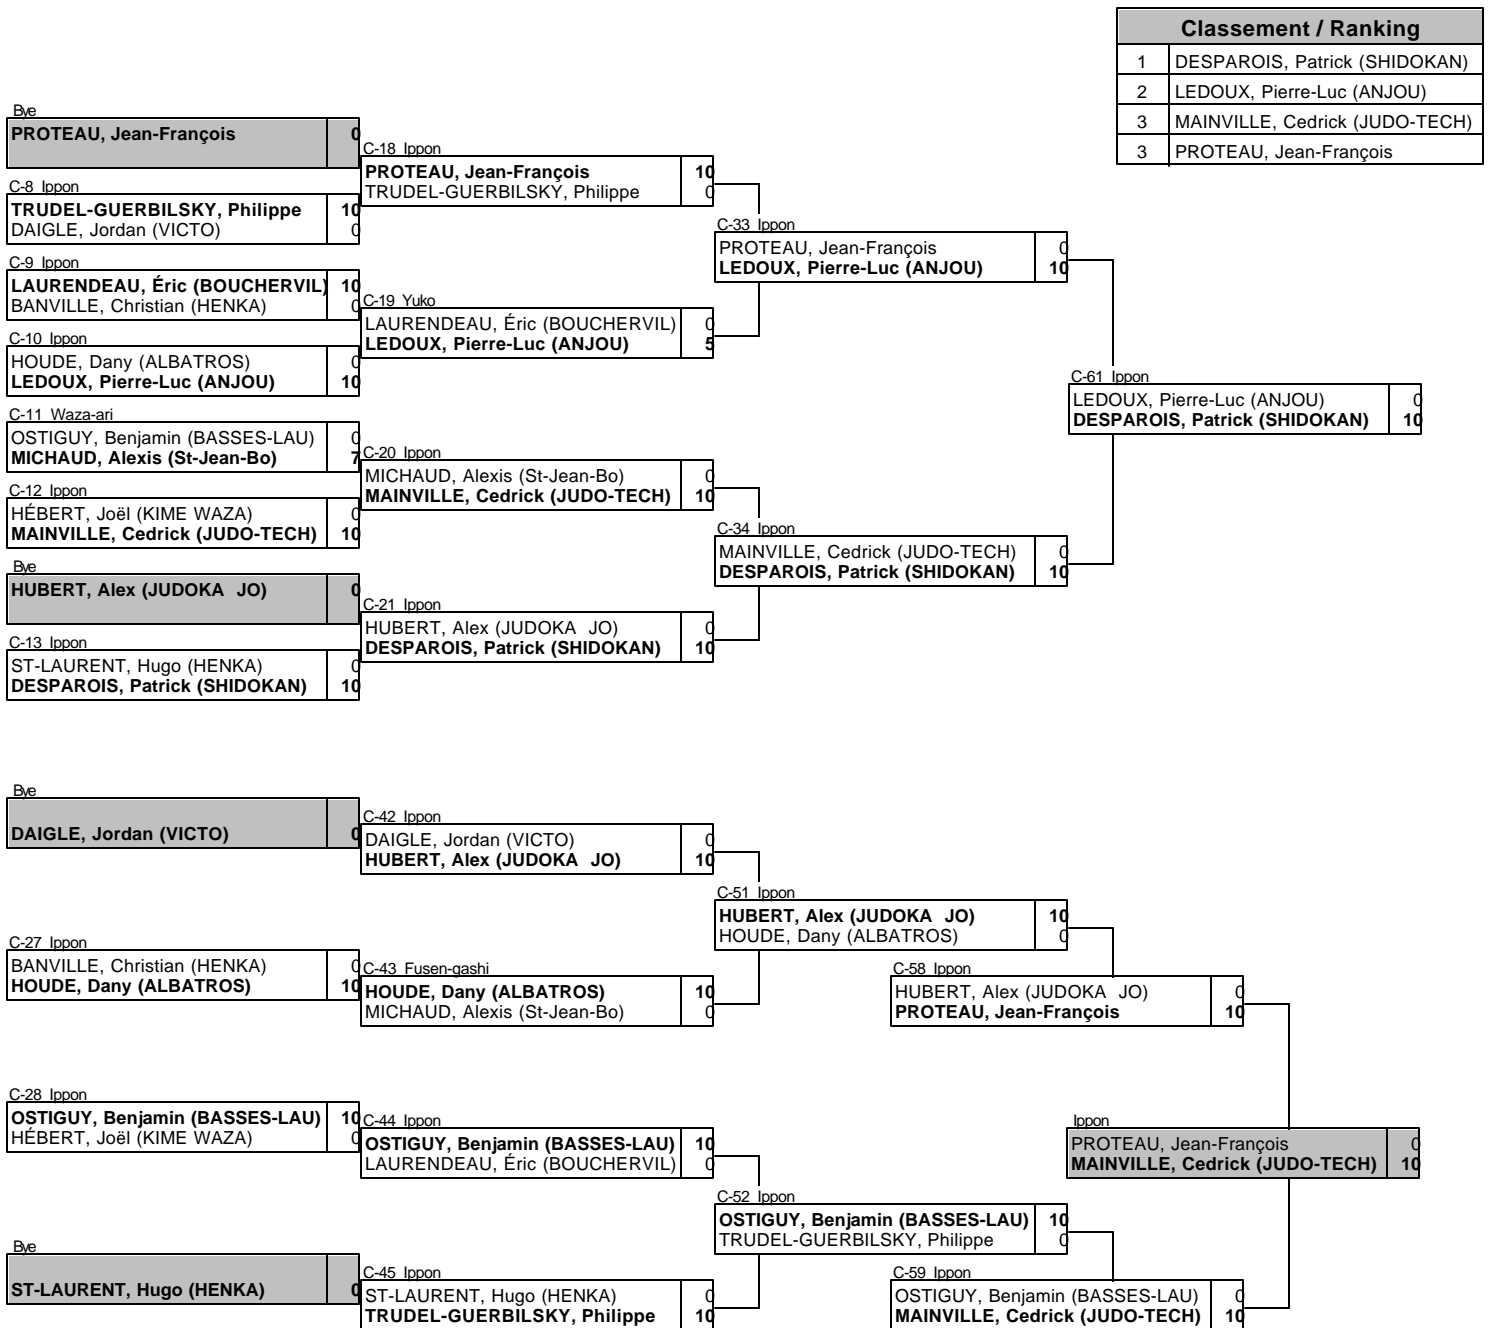 Classement / Ranking
1 DESPAROIS, Patrick (SHIDOKAN)
2 LEDOUX, Pierre-Luc (ANJOU)
3 MAINVILLE, Cedrick (JUDO-TECH)
3 PROTEAU, Jean-François
Bye
PROTEAU, Jean-François 0
C-8 Ippon
TRUDEL-GUERBILSKY, Philippe 10
DAIGLE, Jordan (VICTO) 0
C-9 Ippon
LAURENDEAU, Éric (BOUCHERVIL) 10
BANVILLE, Christian (HENKA) 0
C-10 Ippon
HOUDE, Dany (ALBATROS) 0
LEDOUX, Pierre-Luc (ANJOU) 10
C-11 Waza-ari
OSTIGUY, Benjamin (BASSES-LAU) 0
MICHAUD, Alexis (St-Jean-Bo) 7
C-12 Ippon
HÉBERT, Joël (KIME WAZA) 0
MAINVILLE, Cedrick (JUDO-TECH) 10
Bye
HUBERT, Alex (JUDOKA JO) 0
C-13 Ippon
ST-LAURENT, Hugo (HENKA) 0
DESPAROIS, Patrick (SHIDOKAN) 10
C-18 Ippon
PROTEAU, Jean-François 10
TRUDEL-GUERBILSKY, Philippe 0
C-19 Yuko
LAURENDEAU, Éric (BOUCHERVIL) 0
LEDOUX, Pierre-Luc (ANJOU) 5
C-20 Ippon
MICHAUD, Alexis (St-Jean-Bo) 0
MAINVILLE, Cedrick (JUDO-TECH) 10
C-21 Ippon
HUBERT, Alex (JUDOKA JO) 0
DESPAROIS, Patrick (SHIDOKAN) 10
C-33 Ippon
PROTEAU, Jean-François 0
LEDOUX, Pierre-Luc (ANJOU) 10
C-34 Ippon
MAINVILLE, Cedrick (JUDO-TECH) 0
DESPAROIS, Patrick (SHIDOKAN) 10
C-61 Ippon
LEDOUX, Pierre-Luc (ANJOU) 0
DESPAROIS, Patrick (SHIDOKAN) 10
Bye
DAIGLE, Jordan (VICTO) 0
C-27 Ippon
BANVILLE, Christian (HENKA) 0
HOUDE, Dany (ALBATROS) 10
C-28 Ippon
OSTIGUY, Benjamin (BASSES-LAU) 10
HÉBERT, Joël (KIME WAZA) 0
Bye
ST-LAURENT, Hugo (HENKA) 0
C-42 Ippon
DAIGLE, Jordan (VICTO) 0
HUBERT, Alex (JUDOKA JO) 10
C-43 Fusen-gashi
HOUDE, Dany (ALBATROS) 10
MICHAUD, Alexis (St-Jean-Bo) 0
C-44 Ippon
OSTIGUY, Benjamin (BASSES-LAU) 10
LAURENDEAU, Éric (BOUCHERVIL) 0
C-45 Ippon
ST-LAURENT, Hugo (HENKA) 0
TRUDEL-GUERBILSKY, Philippe 10
C-51 Ippon
HUBERT, Alex (JUDOKA JO) 10
HOUDE, Dany (ALBATROS) 0
C-52 Ippon
OSTIGUY, Benjamin (BASSES-LAU) 10
TRUDEL-GUERBILSKY, Philippe 0
C-58 Ippon
HUBERT, Alex (JUDOKA JO) 0
PROTEAU, Jean-François 10
C-59 Ippon
OSTIGUY, Benjamin (BASSES-LAU) 0
MAINVILLE, Cedrick (JUDO-TECH) 10
Ippon
PROTEAU, Jean-François 0
MAINVILLE, Cedrick (JUDO-TECH) 10